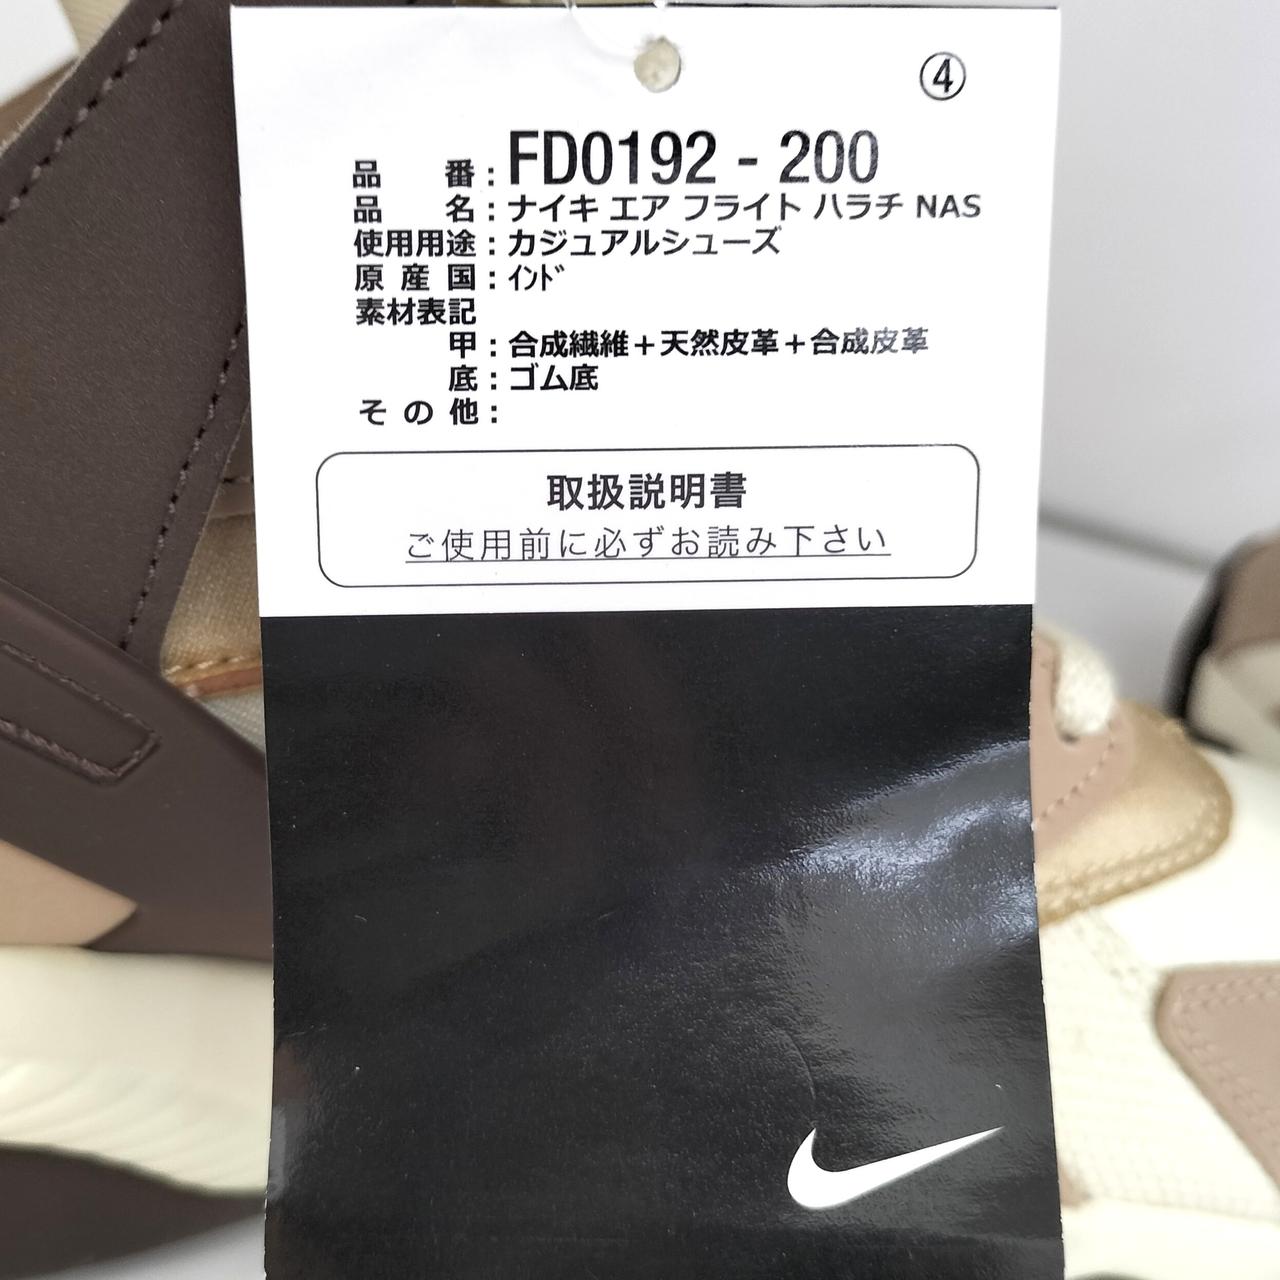 ④
品番：FD0192 - 200
品名：ナイキ エア フライト ハラチ NAS
使用用途：カジュアルシューズ
原産国：ｲﾝﾄﾞ
素材表記
甲：合成繊維＋天然皮革＋合成皮革
底：ゴム底
その他：
取扱説明書
ご使用前に必ずお読み下さい